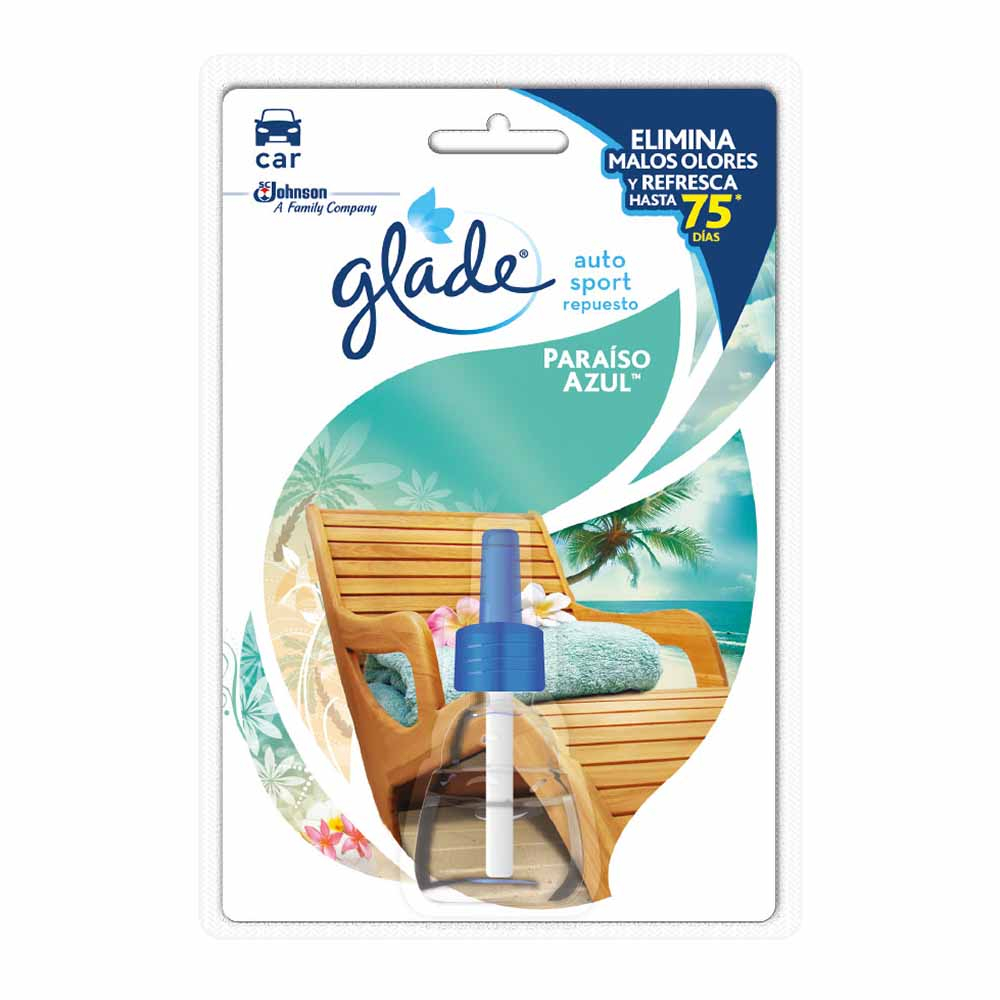 car
SC Johnson
A Family Company
glade®
auto
sport
repuesto
ELIMINA
MALOS OLORES
Y REFRESCA
HASTA 75*
DÍAS
PARAÍSO
AZUL™